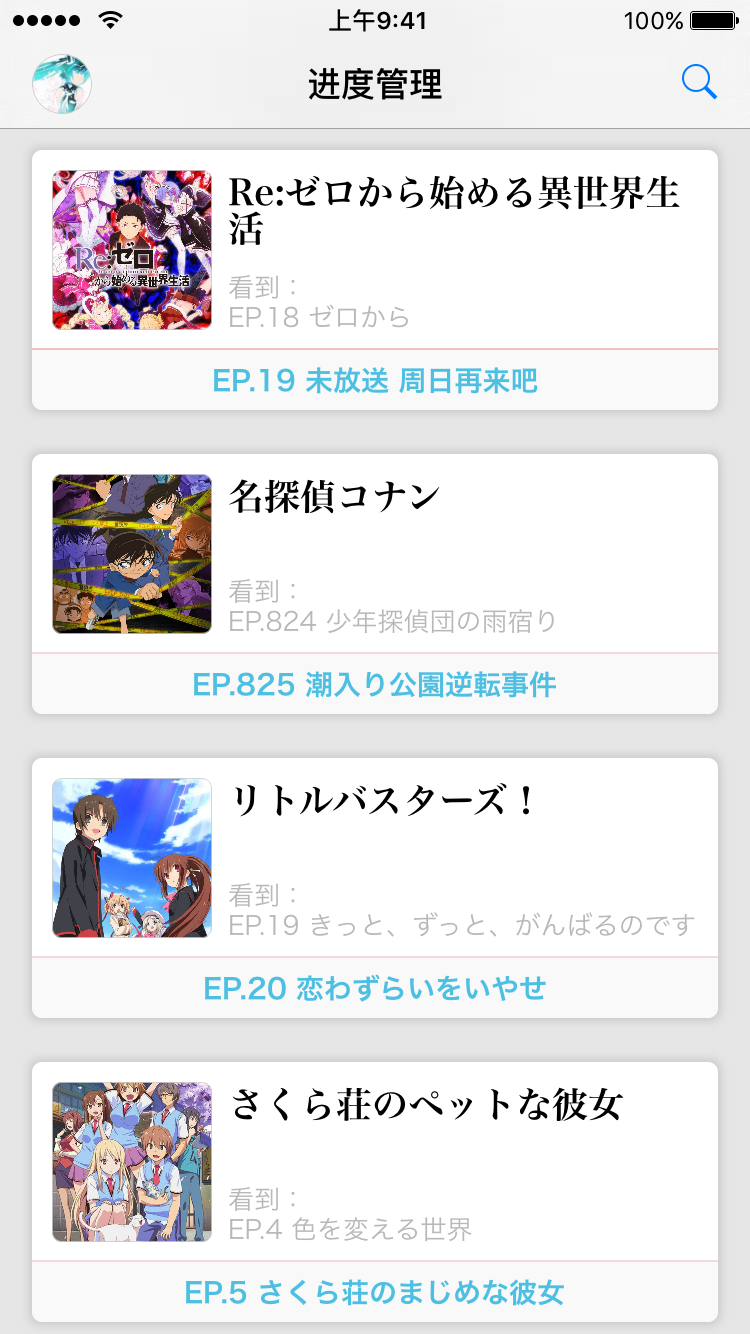 上午9:41
100%
进度管理
Re:ゼロから始める異世界生
活
Re:ゼロ
から始める異世界生活
看到：
EP.18 ゼロから
EP.19 未放送 周日再来吧
名探偵コナン
看到：
EP.824 少年探偵団の雨宿り
EP.825 潮入り公園逆転事件
リトルバスターズ！
看到：
EP.19 きっと、ずっと、がんばるのです
EP.20 恋わずらいをいやせ
さくら荘のペットな彼女
看到：
EP.4 色を変える世界
EP.5 さくら荘のまじめな彼女